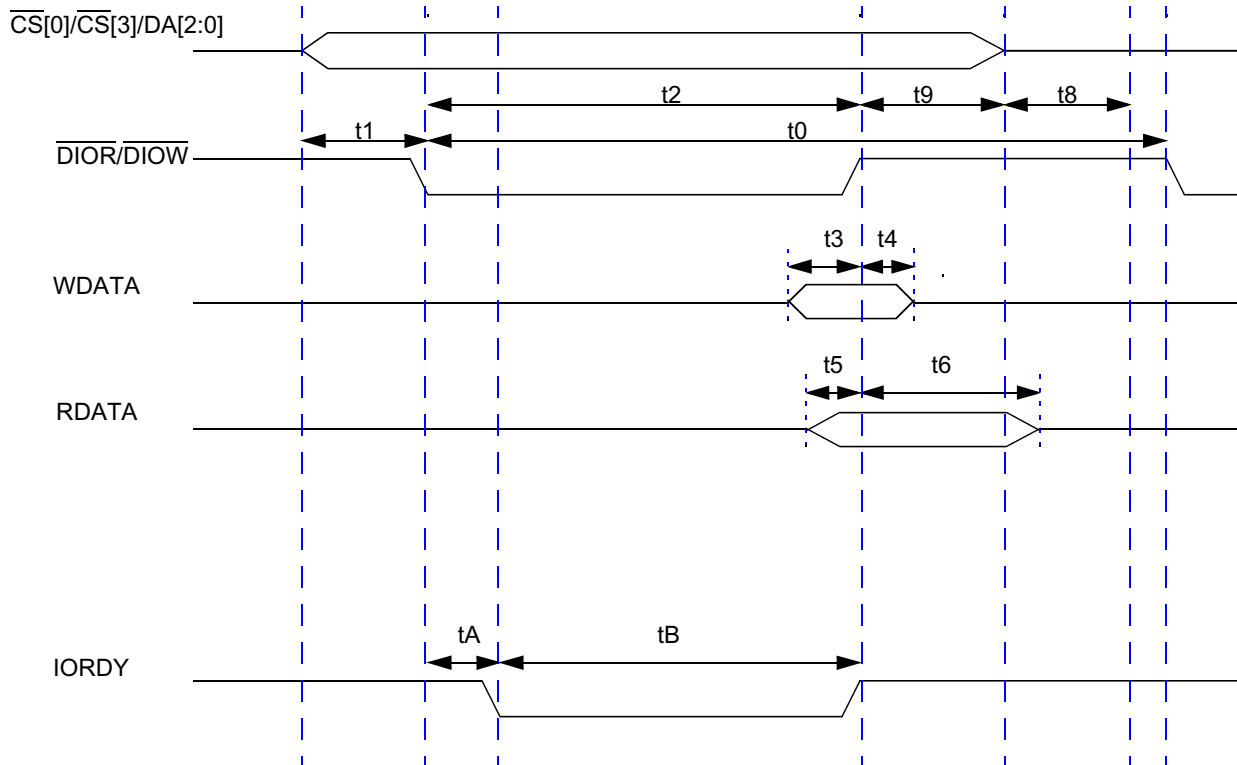 CS[0]/CS[3]/DA[2:0]
t2
t9
t8
t1
t0
DIOR/DIOW
t3
t4
WDATA
t5
t6
RDATA
tA
tB
IORDY